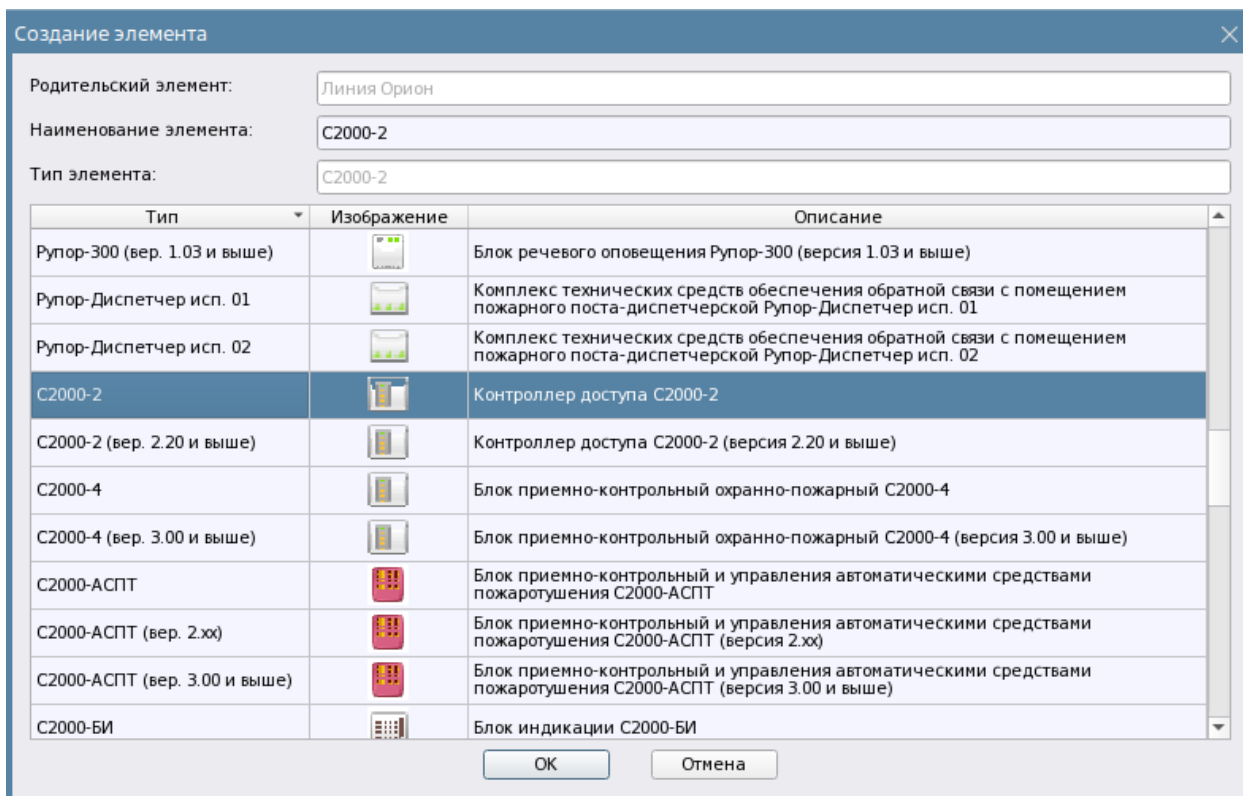 Создание элемента
Родительский элемент:
Линия Орион
Наименование элемента:
С2000-2
Тип элемента:
С2000-2
Тип Изображение Описание
Рупор-300 (вер. 1.03 и выше) Блок речевого оповещения Рупор-300 (версия 1.03 и выше)
Рупор-Диспетчер исп. 01 Комплекс технических средств обеспечения обратной связи с помещением
пожарного поста-диспетчерской Рупор-Диспетчер исп. 01
Рупор-Диспетчер исп. 02 Комплекс технических средств обеспечения обратной связи с помещением
пожарного поста-диспетчерской Рупор-Диспетчер исп. 02
С2000-2 Контроллер доступа С2000-2
С2000-2 (вер. 2.20 и выше) Контроллер доступа С2000-2 (версия 2.20 и выше)
С2000-4 Блок приемно-контрольный охранно-пожарный С2000-4
С2000-4 (вер. 3.00 и выше) Блок приемно-контрольный охранно-пожарный С2000-4 (версия 3.00 и выше)
С2000-АСПТ Блок приемно-контрольный и управления автоматическими средствами
пожаротушения С2000-АСПТ
С2000-АСПТ (вер. 2.xx) Блок приемно-контрольный и управления автоматическими средствами
пожаротушения С2000-АСПТ (версия 2.xx)
С2000-АСПТ (вер. 3.00 и выше) Блок приемно-контрольный и управления автоматическими средствами
пожаротушения С2000-АСПТ (версия 3.00 и выше)
С2000-БИ Блок индикации С2000-БИ
ОК Отмена